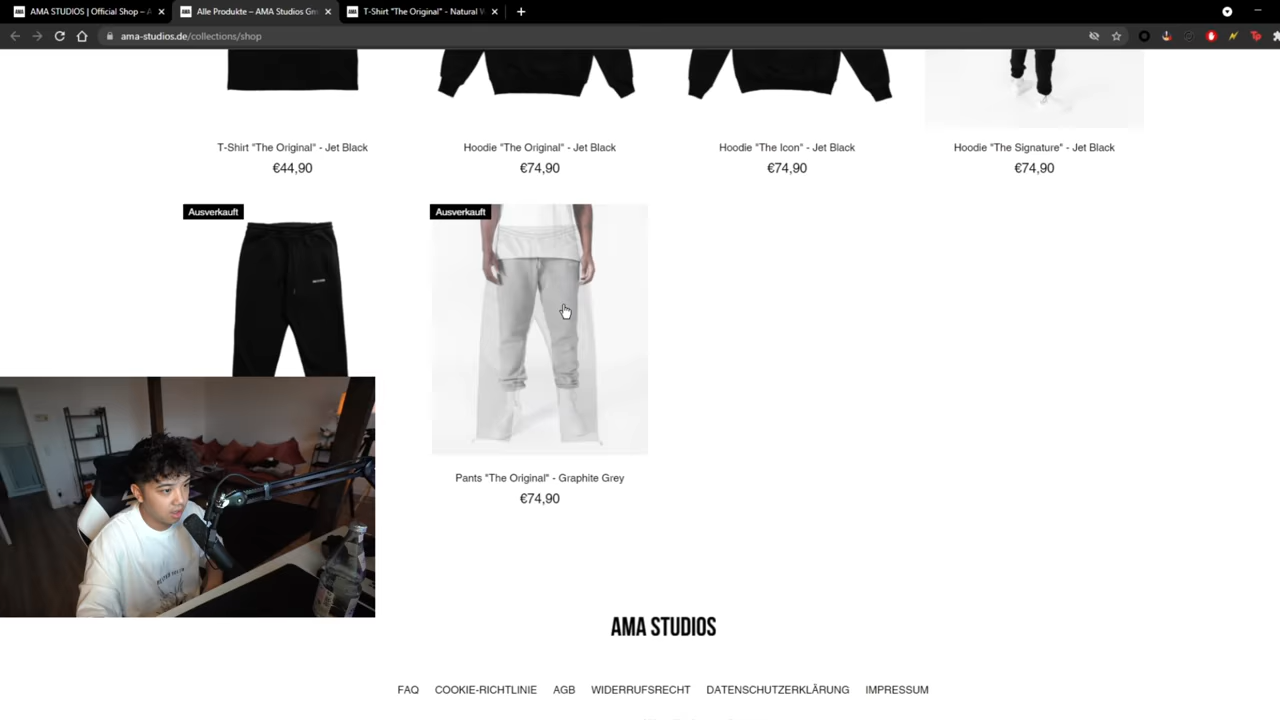 AMA STUDIOS | Official Shop – A
Alle Produkte – AMA Studios Gm
T-Shirt "The Original" - Natural W
ama-studios.de/collections/shop
T-Shirt "The Original" - Jet Black
€44,90
Hoodie "The Original" - Jet Black
€74,90
Hoodie "The Icon" - Jet Black
€74,90
Hoodie "The Signature" - Jet Black
€74,90
Ausverkauft
Ausverkauft
Pants "The Original" - Graphite Grey
€74,90
AMA STUDIOS
FAQ COOKIE-RICHTLINIE AGB WIDERRUFSRECHT DATENSCHUTZERKLÄRUNG IMPRESSUM